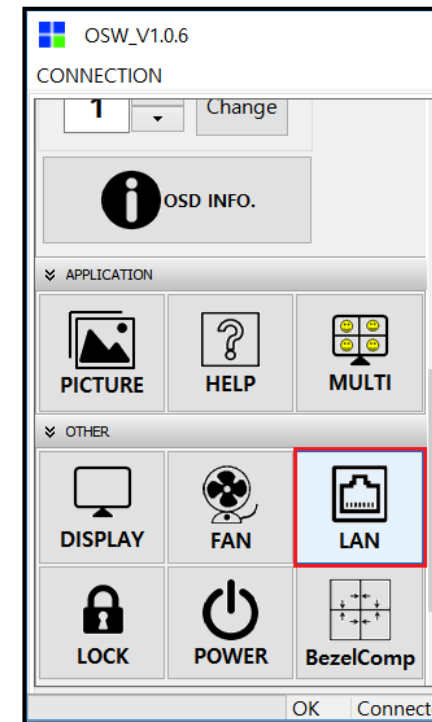 OSW_V1.0.6
CONNECTION
1 Change
OSD INFO.
APPLICATION
PICTURE HELP MULTI
OTHER
DISPLAY FAN LAN
LOCK POWER BezelComp
OK